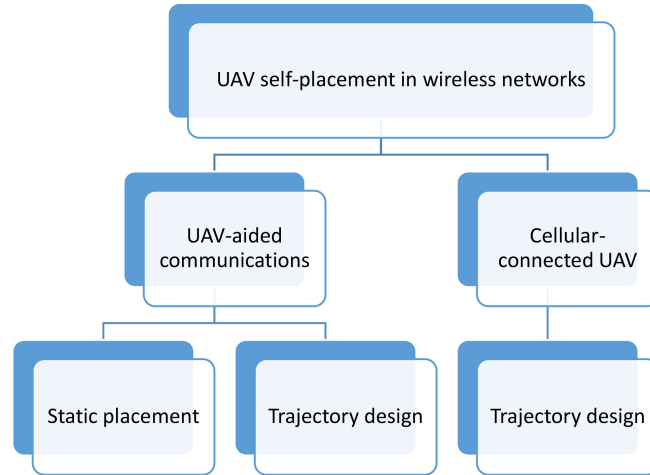 UAV self-placement in wireless networks
UAV-aided
communications
Cellular-
connected UAV
Static placement
Trajectory design
Trajectory design